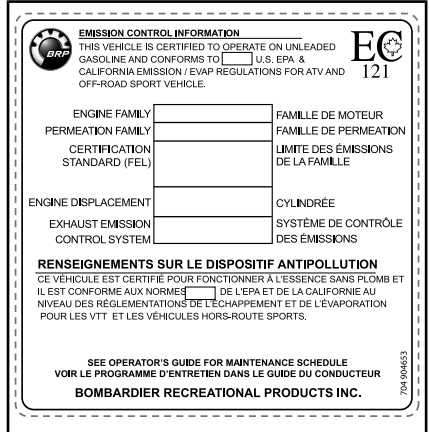 BRP
EMISSION CONTROL INFORMATION
THIS VEHICLE IS CERTIFIED TO OPERATE ON UNLEADED
GASOLINE AND CONFORMS TO U.S. EPA &
CALIFORNIA EMISSION / EVAP REGULATIONS FOR ATV AND
OFF-ROAD SPORT VEHICLE.
EC
121
ENGINE FAMILY FAMILLE DE MOTEUR
PERMEATION FAMILY FAMILLE DE PERMEATION
CERTIFICATION LIMITE DES ÉMISSIONS
STANDARD (FEL) DE LA FAMILLE
ENGINE DISPLACEMENT CYLINDRÉE
EXHAUST EMISSION SYSTÈME DE CONTRÔLE
CONTROL SYSTEM DES ÉMISSIONS
RENSEIGNEMENTS SUR LE DISPOSITIF ANTIPOLLUTION
CE VÉHICULE EST CERTIFIÉ POUR FONCTIONNER À L'ESSENCE SANS PLOMB ET
IL EST CONFORME AUX NORMES DE L'EPA ET DE LA CALIFORNIE AU
NIVEAU DES RÉGLEMENTATIONS DE L'ÉCHAPPEMENT ET DE L'ÉVAPORATION
POUR LES VTT ET LES VÉHICULES HORS-ROUTE SPORTS.
SEE OPERATOR'S GUIDE FOR MAINTENANCE SCHEDULE
VOIR LE PROGRAMME D'ENTRETIEN DANS LE GUIDE DU CONDUCTEUR
BOMBARDIER RECREATIONAL PRODUCTS INC.
704 904653